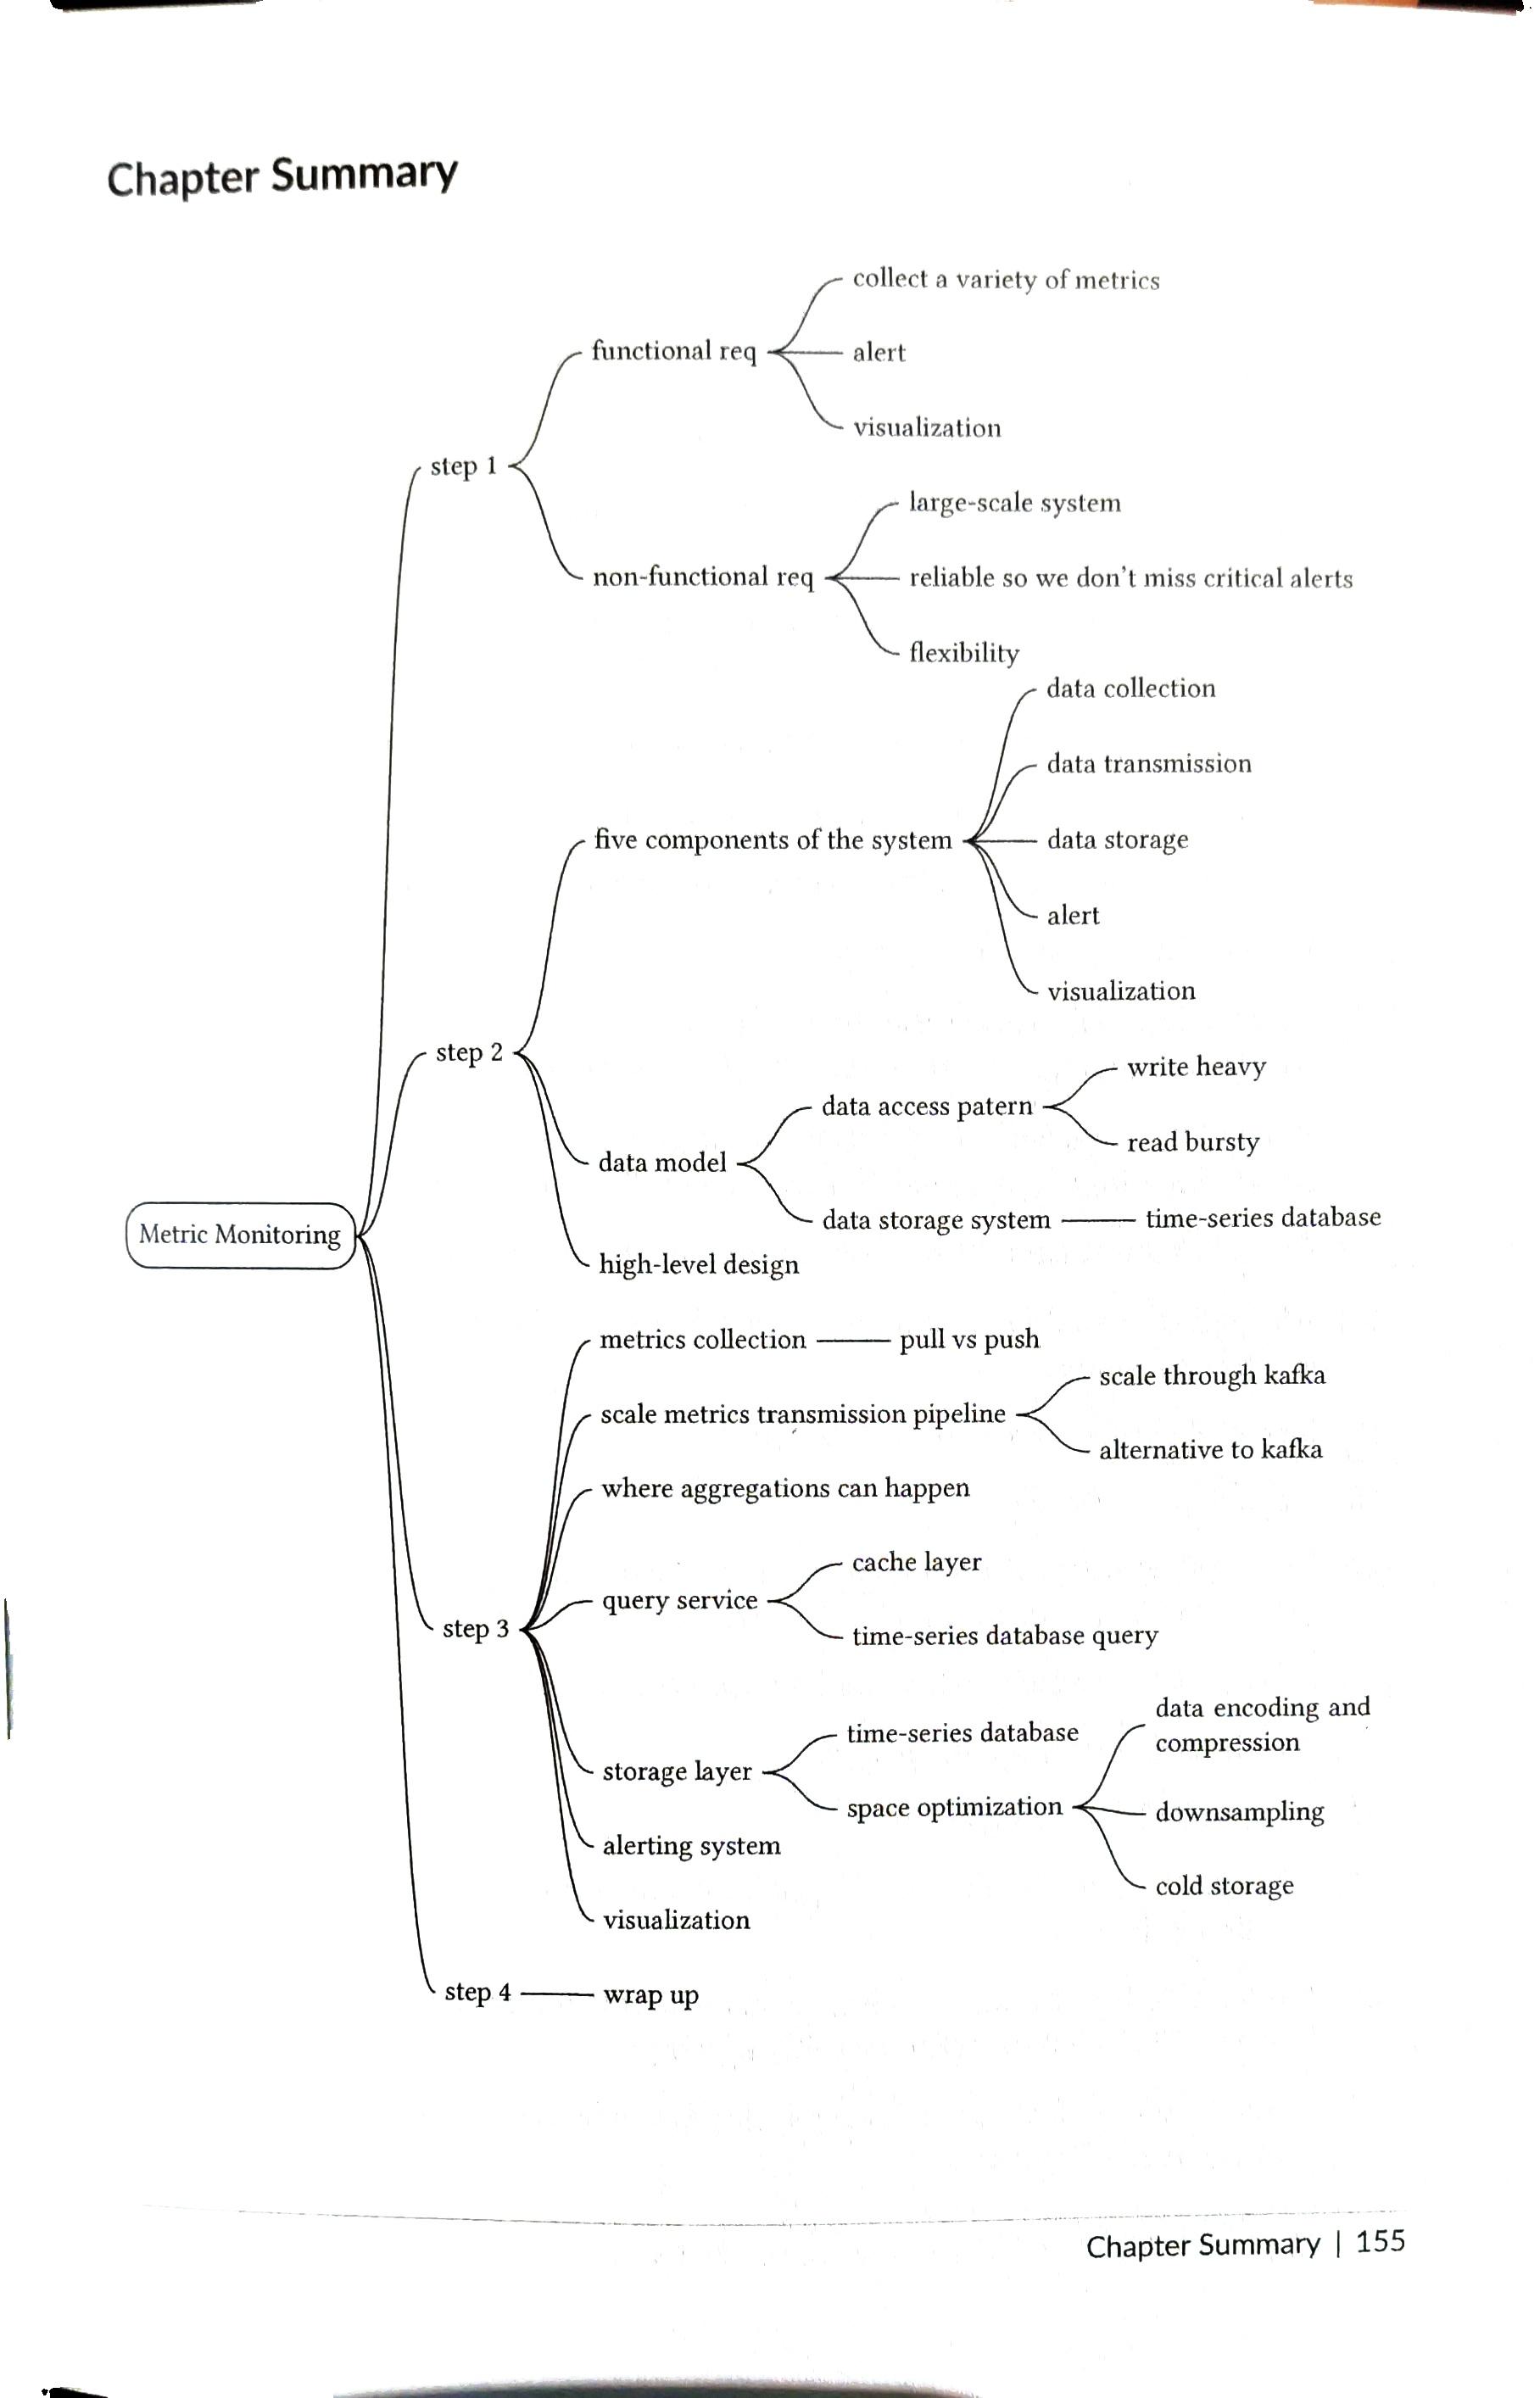 Chapter Summary
collect a variety of metrics
functional req
alert
visualization
step 1
large-scale system
non-functional req
reliable so we don't miss critical alerts
flexibility
data collection
data transmission
five components of the system
data storage
alert
visualization
step 2
write heavy
data access patern
read bursty
data model
data storage system
time-series database
Metric Monitoring
high-level design
metrics collection
pull vs push
scale through kafka
scale metrics transmission pipeline
alternative to kafka
where aggregations can happen
cache layer
query service
time-series database query
step 3
data encoding and
compression
time-series database
storage layer
space optimization
downsampling
alerting system
cold storage
visualization
step 4
wrap up
Chapter Summary | 155